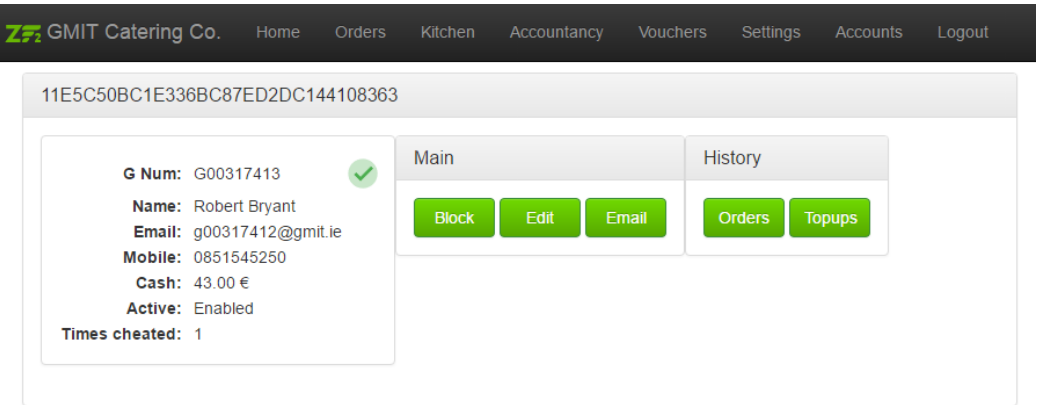 ZF2 GMIT Catering Co. Home Orders Kitchen Accountancy Vouchers Settings Accounts Logout
11E5C50BC1E336BC87ED2DC144108363
G Num: G00317413
Name: Robert Bryant
Email: g00317412@gmit.ie
Mobile: 0851545250
Cash: 43.00 €
Active: Enabled
Times cheated: 1
Main
Block Edit Email
History
Orders Topups